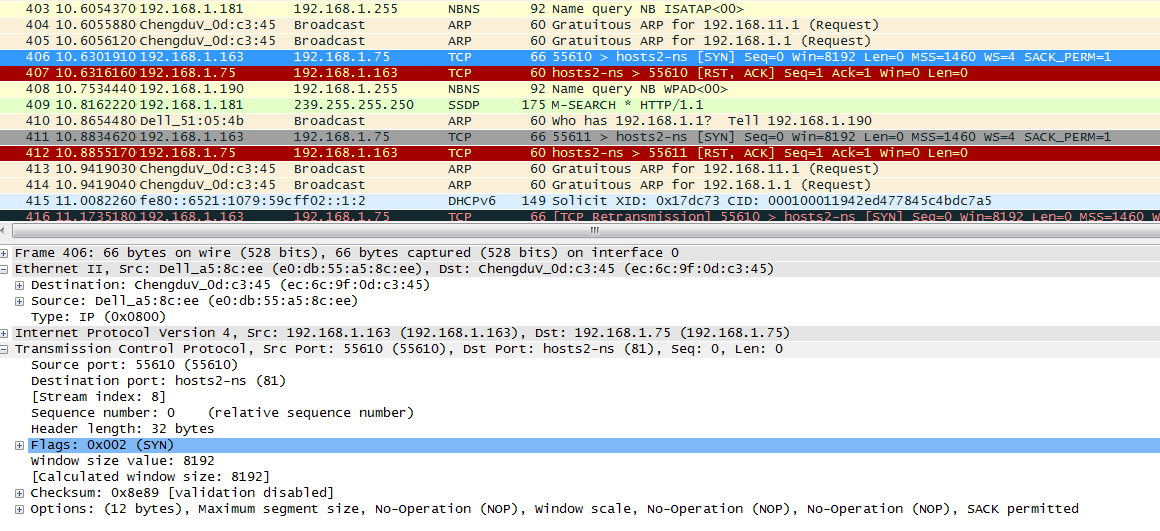 403 10.6054370 192.168.1.181 192.168.1.255 NBNS 92 Name query NB ISATAP<00>
404 10.6055880 ChengduV_0d:c3:45 Broadcast ARP 60 Gratuitous ARP for 192.168.11.1 (Request)
405 10.6056120 ChengduV_0d:c3:45 Broadcast ARP 60 Gratuitous ARP for 192.168.1.1 (Request)
406 10.6301910 192.168.1.163 192.168.1.75 TCP 66 55610 > hosts2-ns [SYN] Seq=0 Win=8192 Len=0 MSS=1460 WS=4 SACK_PERM=1
407 10.6316160 192.168.1.75 192.168.1.163 TCP 60 hosts2-ns > 55610 [RST, ACK] Seq=1 Ack=1 Win=0 Len=0
408 10.7534440 192.168.1.190 192.168.1.255 NBNS 92 Name query NB WPAD<00>
409 10.8162220 192.168.1.181 239.255.255.250 SSDP 175 M-SEARCH * HTTP/1.1
410 10.8654480 Dell_51:05:4b Broadcast ARP 60 Who has 192.168.1.1? Tell 192.168.1.190
411 10.8834620 192.168.1.163 192.168.1.75 TCP 66 55611 > hosts2-ns [SYN] Seq=0 Win=8192 Len=0 MSS=1460 WS=4 SACK_PERM=1
412 10.8855170 192.168.1.75 192.168.1.163 TCP 60 hosts2-ns > 55611 [RST, ACK] Seq=1 Ack=1 Win=0 Len=0
413 10.9419030 ChengduV_0d:c3:45 Broadcast ARP 60 Gratuitous ARP for 192.168.11.1 (Request)
414 10.9419040 ChengduV_0d:c3:45 Broadcast ARP 60 Gratuitous ARP for 192.168.1.1 (Request)
415 11.0082260 fe80::6521:1079:59c ff02::1:2 DHCPv6 149 Solicit XID: 0x17dc73 CID: 000100011942ed477845c4bdc7a5
416 11.1735180 192.168.1.163 192.168.1.75 TCP 66 [TCP Retransmission] 55610 > hosts2-ns [SYN] Seq=0 Win=8192 Len=0 MSS=1460 W
Frame 406: 66 bytes on wire (528 bits), 66 bytes captured (528 bits) on interface 0
Ethernet II, Src: Dell_a5:8c:ee (e0:db:55:a5:8c:ee), Dst: ChengduV_0d:c3:45 (ec:6c:9f:0d:c3:45)
Destination: ChengduV_0d:c3:45 (ec:6c:9f:0d:c3:45)
Source: Dell_a5:8c:ee (e0:db:55:a5:8c:ee)
Type: IP (0x0800)
Internet Protocol Version 4, Src: 192.168.1.163 (192.168.1.163), Dst: 192.168.1.75 (192.168.1.75)
Transmission Control Protocol, Src Port: 55610 (55610), Dst Port: hosts2-ns (81), Seq: 0, Len: 0
Source port: 55610 (55610)
Destination port: hosts2-ns (81)
[Stream index: 8]
Sequence number: 0 (relative sequence number)
Header length: 32 bytes
Flags: 0x002 (SYN)
Window size value: 8192
[Calculated window size: 8192]
Checksum: 0x8e89 [validation disabled]
Options: (12 bytes), Maximum segment size, No-Operation (NOP), Window scale, No-Operation (NOP), No-Operation (NOP), SACK permitted